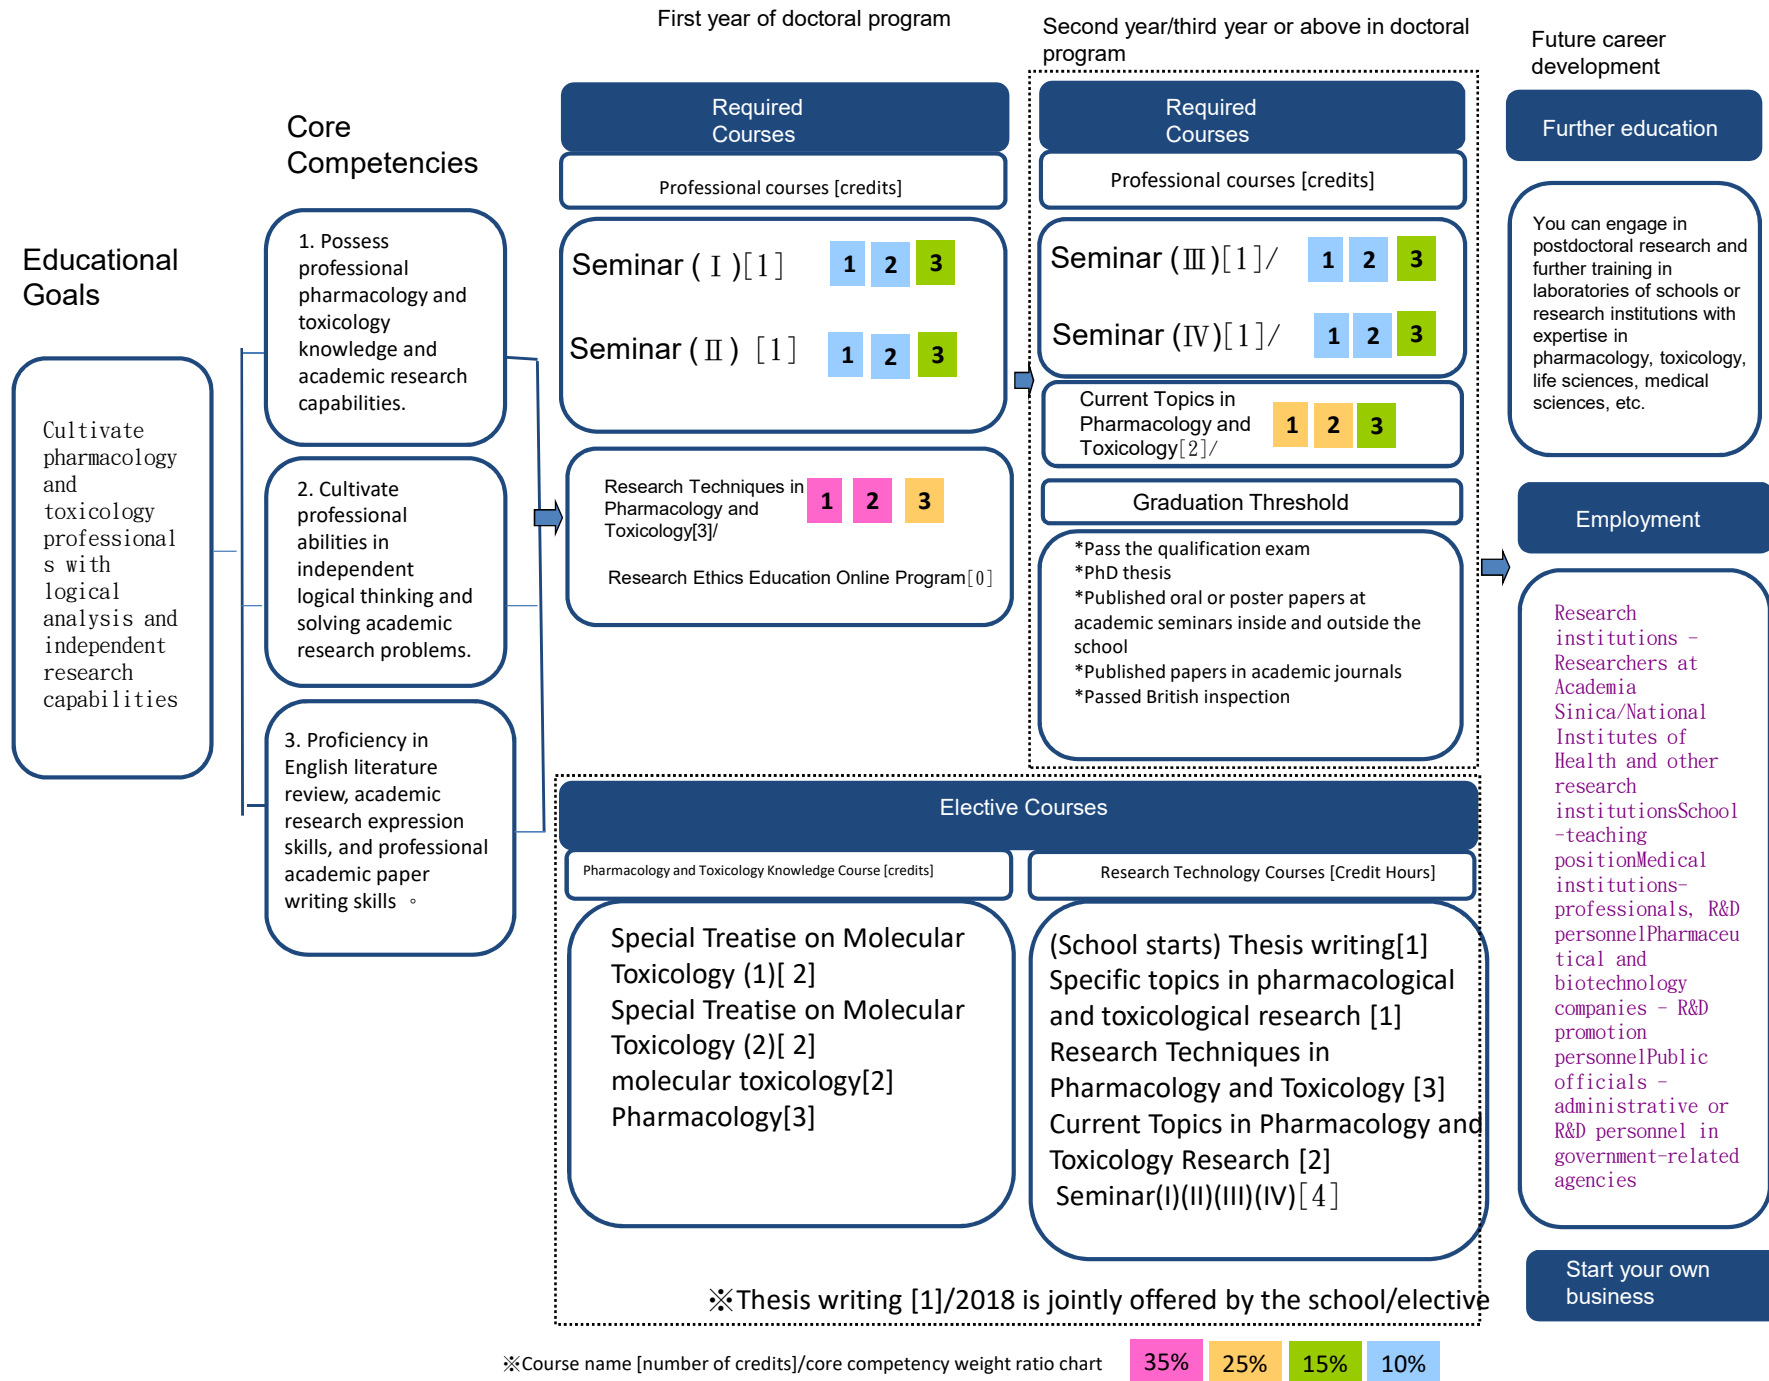 First year of doctoral program
Second year/third year or above in doctoral
program
Future career
development
Educational
Goals
Cultivate
pharmacology
and
toxicology
professional
s with
logical
analysis and
independent
research
capabilities
Core
Competencies
1. Possess
professional
pharmacology and
toxicology
knowledge and
academic research
capabilities.
2. Cultivate
professional
abilities in
independent
logical thinking and
solving academic
research problems.
3. Proficiency in
English literature
review, academic
research expression
skills, and professional
academic paper
writing skills 。
Required
Courses
Professional courses [credits]
Seminar (Ⅰ)[1] 1 2 3
Seminar (Ⅱ) [1] 1 2 3
Research Techniques in
Pharmacology and
Toxicology[3]/
1 2 3
Research Ethics Education Online Program[0]
Required
Courses
Professional courses [credits]
Seminar (Ⅲ)[1]/ 1 2 3
Seminar (Ⅳ)[1]/ 1 2 3
Current Topics in
Pharmacology and
Toxicology[2]/
1 2 3
Graduation Threshold
*Pass the qualification exam
*PhD thesis
*Published oral or poster papers at
academic seminars inside and outside the
school
*Published papers in academic journals
*Passed British inspection
Elective Courses
Pharmacology and Toxicology Knowledge Course [credits]
Special Treatise on Molecular
Toxicology (1)[ 2]
Special Treatise on Molecular
Toxicology (2)[ 2]
molecular toxicology[2]
Pharmacology[3]
Research Technology Courses [Credit Hours]
(School starts) Thesis writing[1]
Specific topics in pharmacological
and toxicological research [1]
Research Techniques in
Pharmacology and Toxicology [3]
Current Topics in Pharmacology and
Toxicology Research [2]
Seminar(I)(II)(III)(IV)[4]
※Thesis writing [1]/2018 is jointly offered by the school/elective
Further education
You can engage in
postdoctoral research and
further training in
laboratories of schools or
research institutions with
expertise in
pharmacology, toxicology,
life sciences, medical
sciences, etc.
Employment
Research
institutions -
Researchers at
Academia
Sinica/National
Institutes of
Health and other
research
institutionsSchool
-teaching
positionMedical
institutions-
professionals, R&D
personnelPharmaceu
tical and
biotechnology
companies - R&D
promotion
personnelPublic
officials -
administrative or
R&D personnel in
government-related
agencies
Start your own
business
※Course name [number of credits]/core competency weight ratio chart 35% 25% 15% 10%